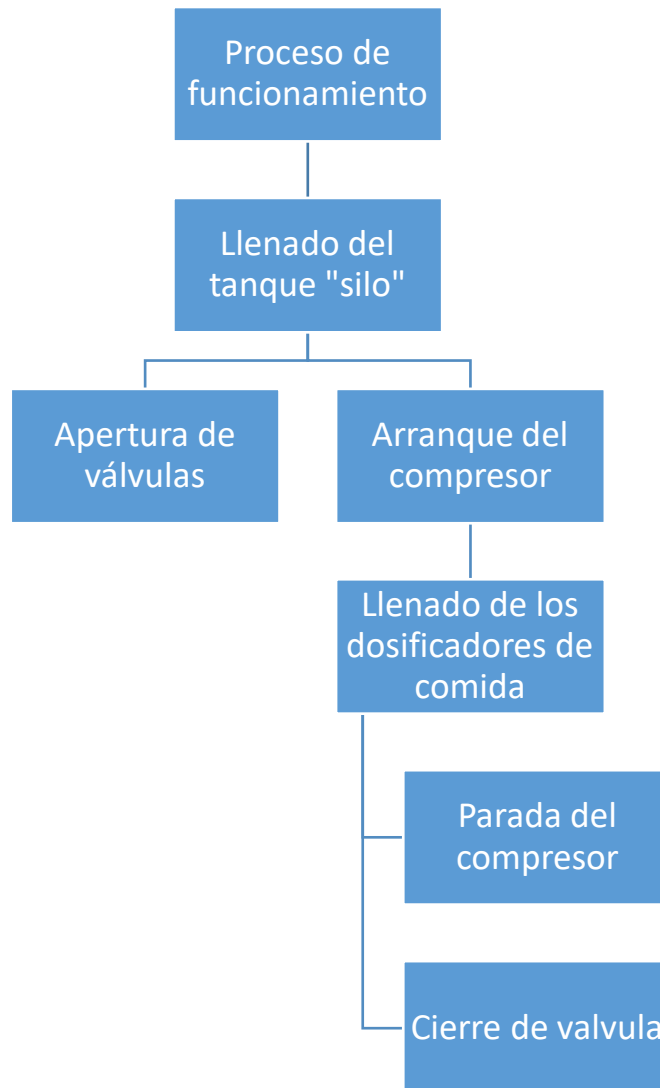 Proceso de
funcionamiento
Llenado del
tanque "silo"
Apertura de
válvulas
Arranque del
compresor
Llenado de los
dosificadores de
comida
Parada del
compresor
Cierre de valvula